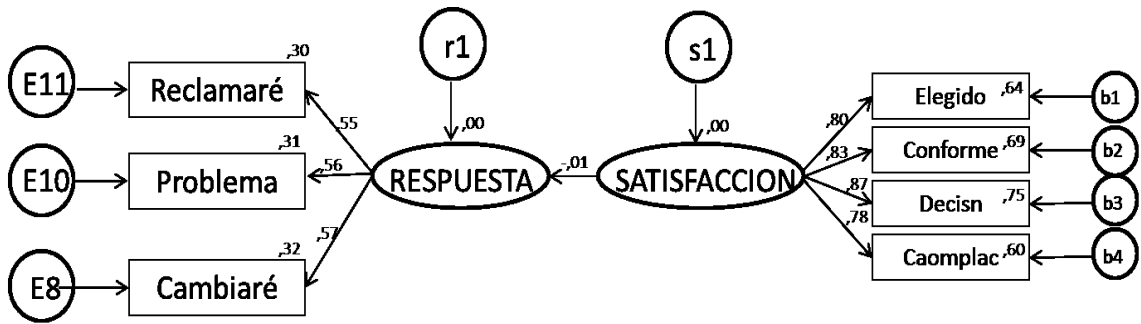 r1
s1
E11
,30
Reclamaré
,55
,00
,00
Elegido ,64
b1
,80
E10
,31
Problema
,56
RESPUESTA
-,01
SATISFACCION
,83
Conforme ,69
b2
,87
Decisn ,75
b3
E8
,32
Cambiaré
,57
,78
Caomplac ,60
b4